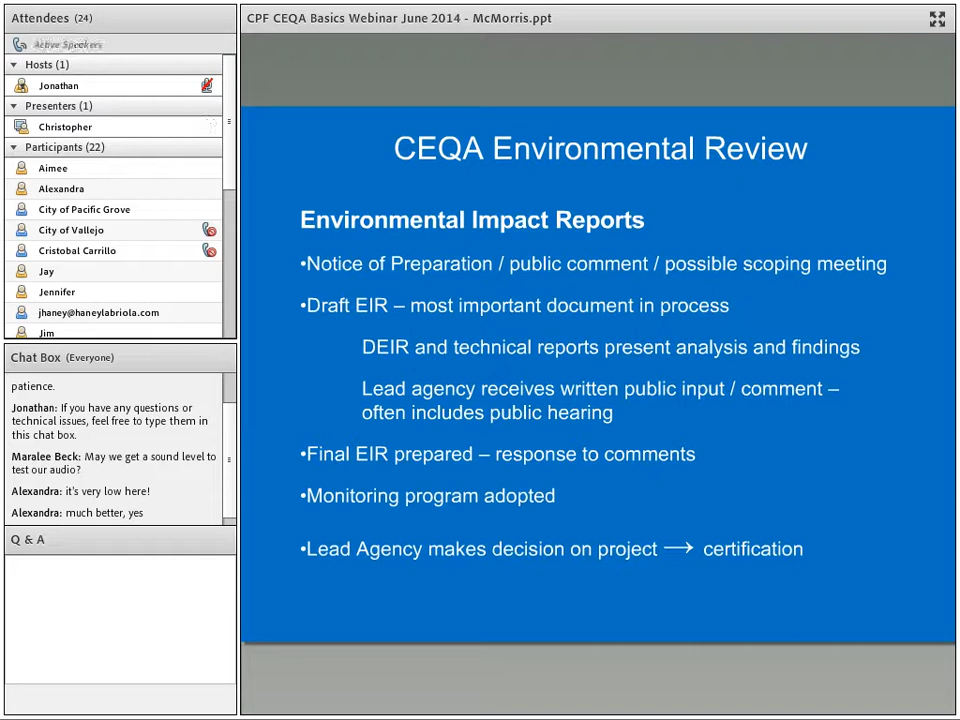 Attendees (24)
Active Speakers
Hosts (1)
Jonathan
Presenters (1)
Christopher
Participants (22)
Aimee
Alexandra
City of Pacific Grove
City of Vallejo
Cristobal Carrillo
Jay
Jennifer
jhaney@haneylabriola.com
Jim
Chat Box (Everyone)
patience.
Jonathan: If you have any questions or
technical issues, feel free to type them in
this chat box.
Maralee Beck: May we get a sound level to
test our audio?
Alexandra: it's very low here!
Alexandra: much better, yes
Q & A
CPF CEQA Basics Webinar June 2014 - McMorris.ppt
CEQA Environmental Review
Environmental Impact Reports
•Notice of Preparation / public comment / possible scoping meeting
•Draft EIR – most important document in process
DEIR and technical reports present analysis and findings
Lead agency receives written public input / comment –
often includes public hearing
•Final EIR prepared – response to comments
•Monitoring program adopted
•Lead Agency makes decision on project → certification